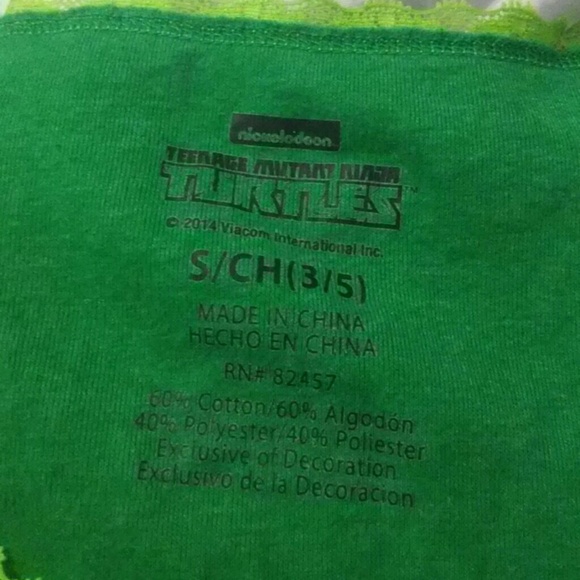 nickelodeon
TEENAGE MUTANT NINJA
TURTLES™
© 2014 Viacom International Inc.
S/CH(3/5)
MADE IN CHINA
HECHO EN CHINA
RN# 82457
60% Cotton/60% Algodón
40% Polyester/40% Poliester
Exclusive of Decoration
Exclusivo de la Decoracion